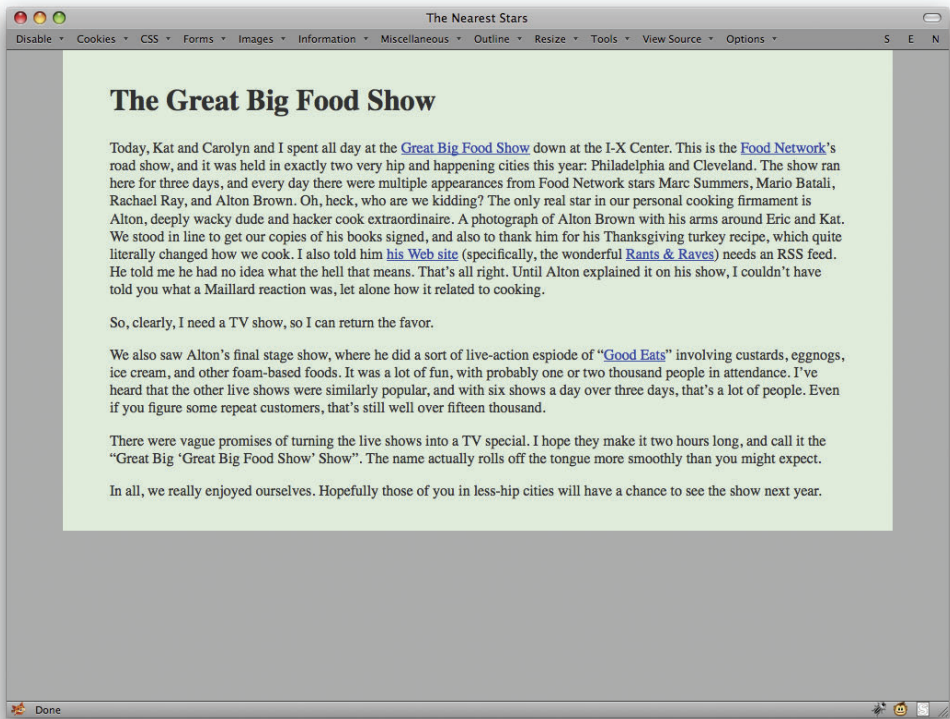 The Nearest Stars
Disable Cookies CSS Forms Images Information Miscellaneous Outline Resize Tools View Source Options S E N
The Great Big Food Show
Today, Kat and Carolyn and I spent all day at the Great Big Food Show down at the I-X Center. This is the Food Network’s
road show, and it was held in exactly two very hip and happening cities this year: Philadelphia and Cleveland. The show ran
here for three days, and every day there were multiple appearances from Food Network stars Marc Summers, Mario Batali,
Rachael Ray, and Alton Brown. Oh, heck, who are we kidding? The only real star in our personal cooking firmament is
Alton, deeply wacky dude and hacker cook extraordinaire. A photograph of Alton Brown with his arms around Eric and Kat.
We stood in line to get our copies of his books signed, and also to thank him for his Thanksgiving turkey recipe, which quite
literally changed how we cook. I also told him his Web site (specifically, the wonderful Rants & Raves) needs an RSS feed.
He told me he had no idea what the hell that means. That’s all right. Until Alton explained it on his show, I couldn’t have
told you what a Maillard reaction was, let alone how it related to cooking.
So, clearly, I need a TV show, so I can return the favor.
We also saw Alton’s final stage show, where he did a sort of live-action espiode of “Good Eats” involving custards, eggnogs,
ice cream, and other foam-based foods. It was a lot of fun, with probably one or two thousand people in attendance. I’ve
heard that the other live shows were similarly popular, and with six shows a day over three days, that’s a lot of people. Even
if you figure some repeat customers, that’s still well over fifteen thousand.
There were vague promises of turning the live shows into a TV special. I hope they make it two hours long, and call it the
“Great Big ‘Great Big Food Show’ Show”. The name actually rolls off the tongue more smoothly than you might expect.
In all, we really enjoyed ourselves. Hopefully those of you in less-hip cities will have a chance to see the show next year.
Done